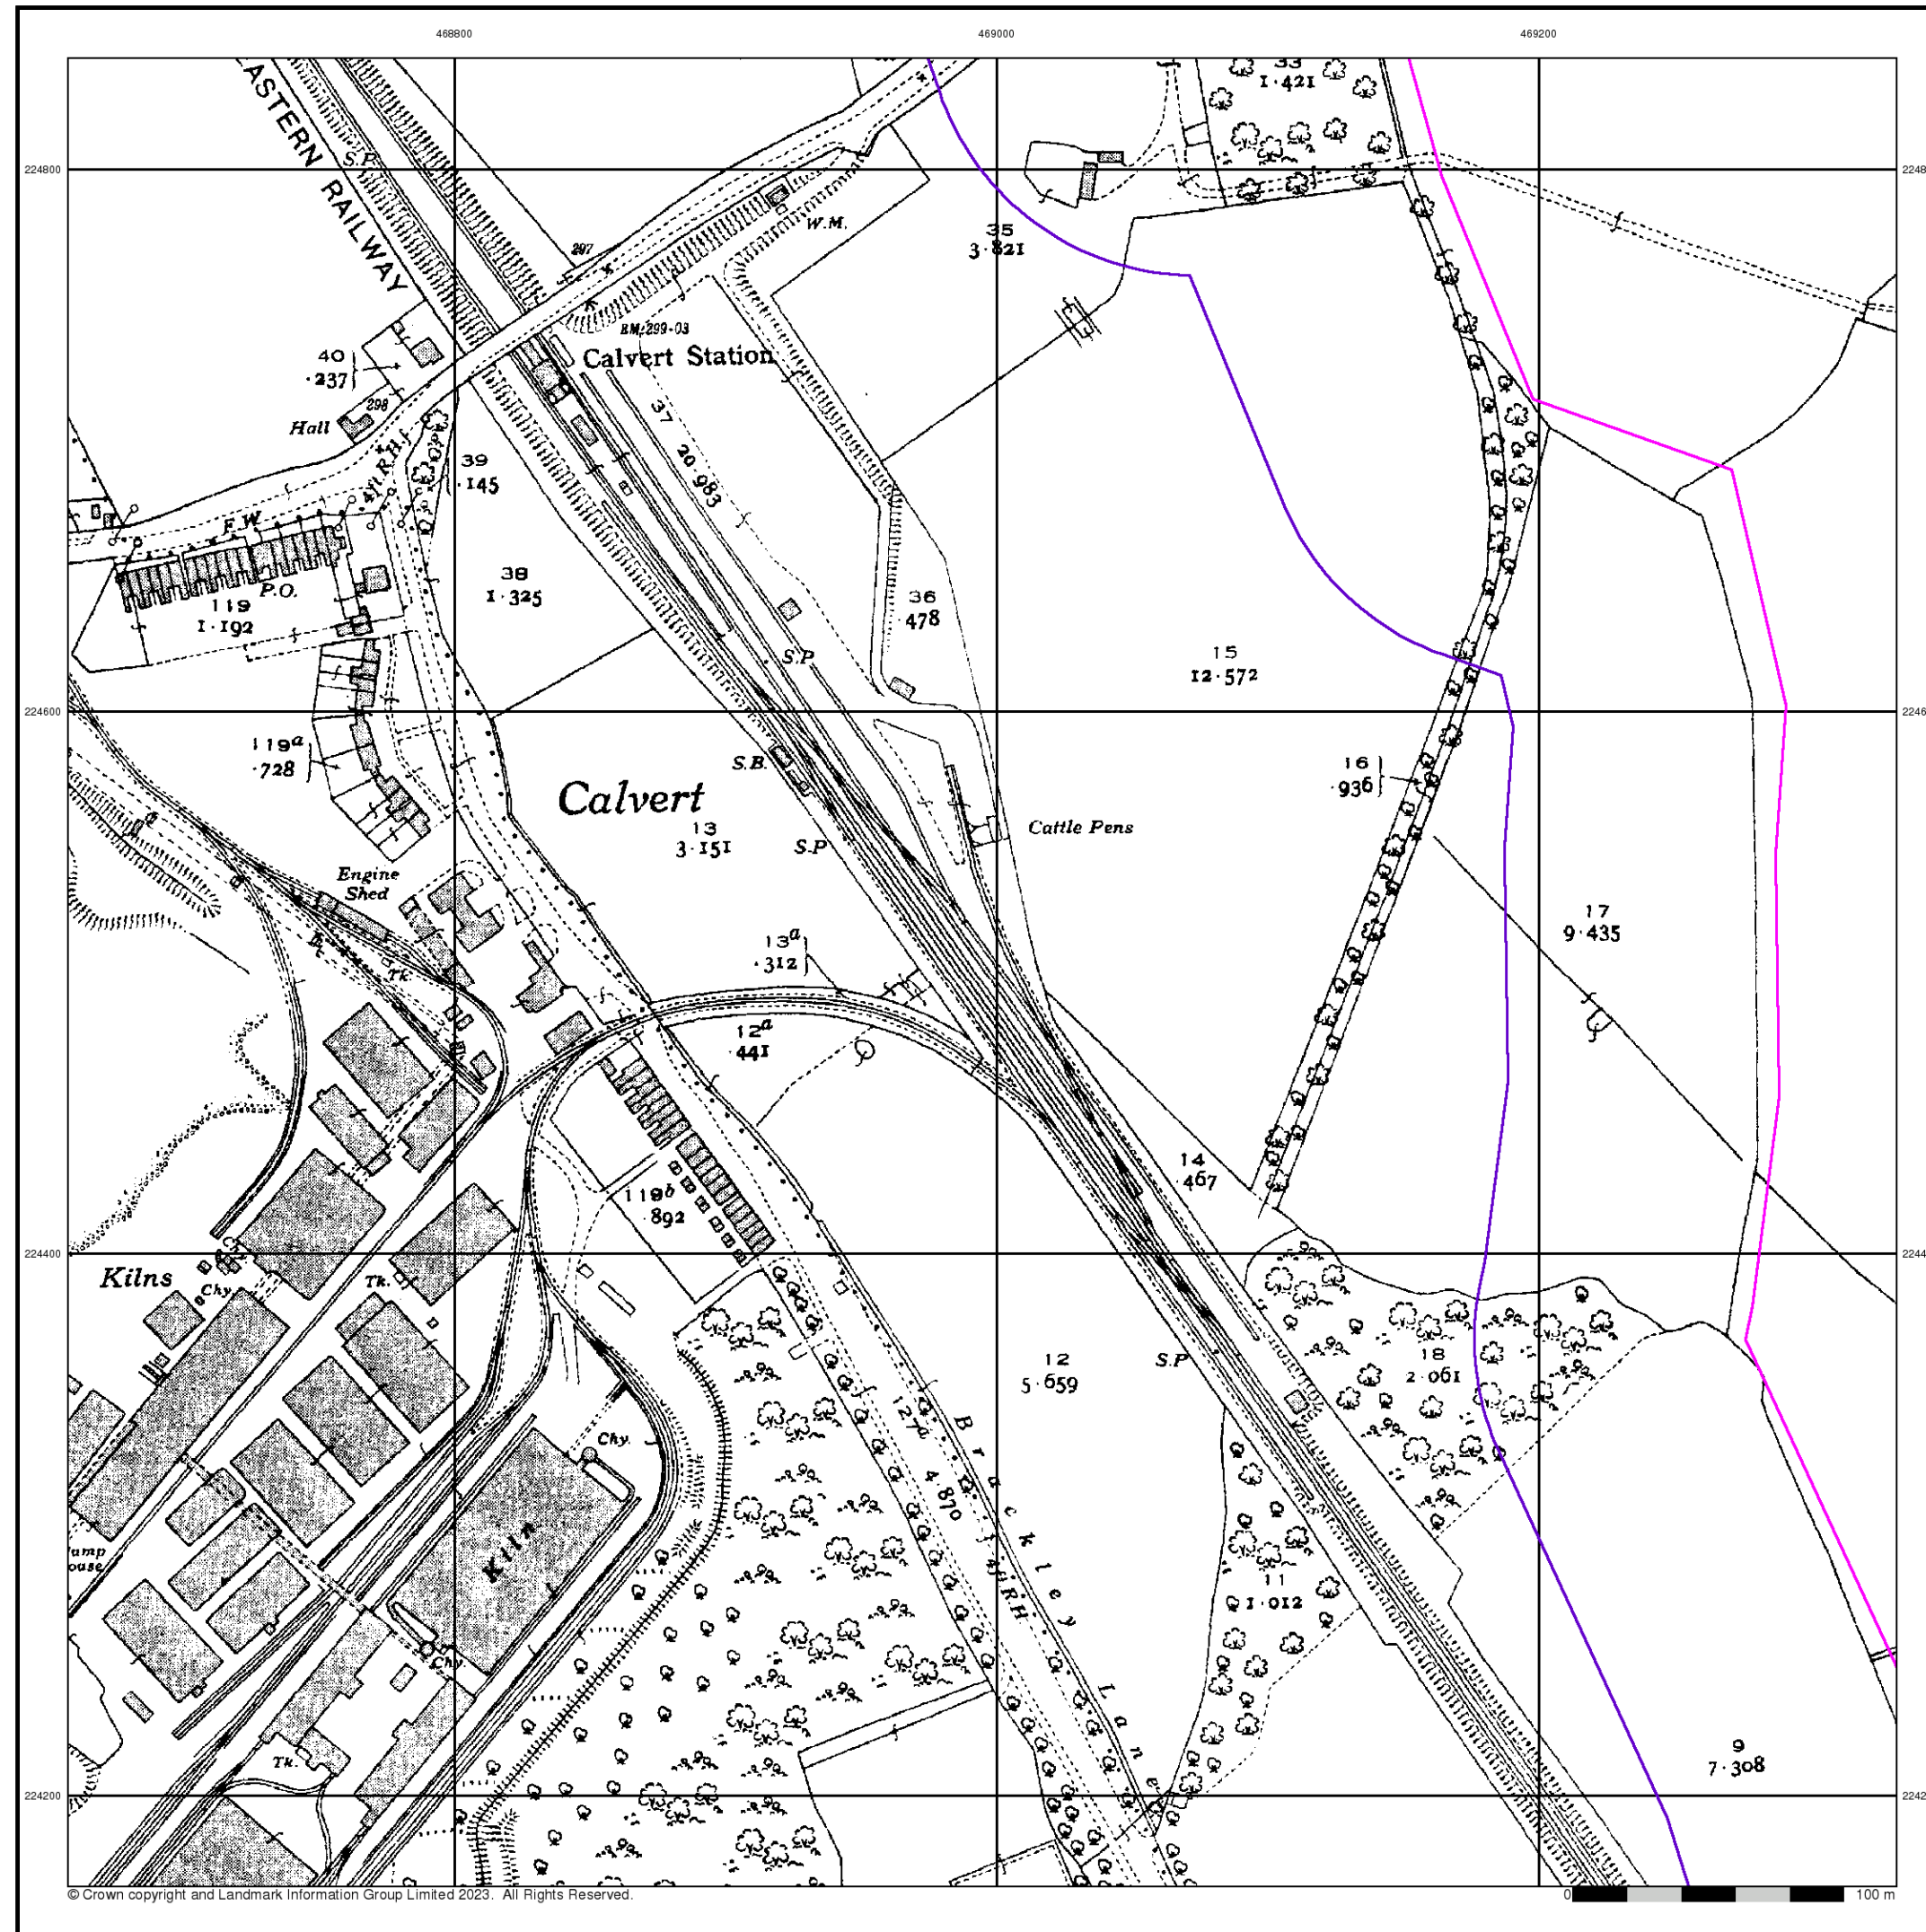 468800
469000
469200
ASTERN RAILWAY
S.P.
33
1·421
224800
W.M.
35
3·821
297
B.M.299·03
Calvert Station
40
·237
298
Hall
4ft.R.H.
39
·145
37
20·983
F.W.
P.O.
119
1·192
38
1·325
36
·478
S.P
15
12·572
224600
119a
·728
S.B.
Calvert
13
3·151
S.P
Cattle Pens
16
·936
Engine
Shed
Tk.
17
9·435
13a
·312
12a
·441
14
·467
119b
·892
224400
Kilns
Chy.
Chy.
Tk.
12
5·659
S.P
18
2·061
127a
4·870
Brackley Lane
4ft.R.H.
Chy.
Kiln
11
1·012
Chy.
Tk.
9
7·308
224200
© Crown copyright and Landmark Information Group Limited 2023. All Rights Reserved.
0
100 m